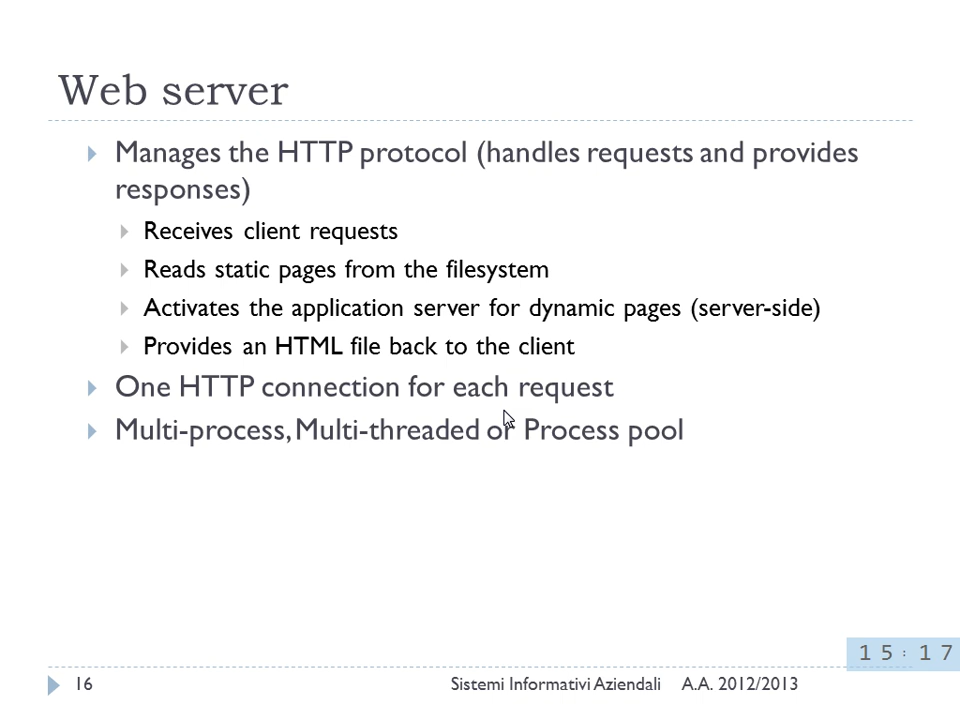 Web server
Manages the HTTP protocol (handles requests and provides
responses)
Receives client requests
Reads static pages from the filesystem
Activates the application server for dynamic pages (server-side)
Provides an HTML file back to the client
One HTTP connection for each request
Multi-process, Multi-threaded or Process pool
15:17
16 Sistemi Informativi Aziendali A.A. 2012/2013